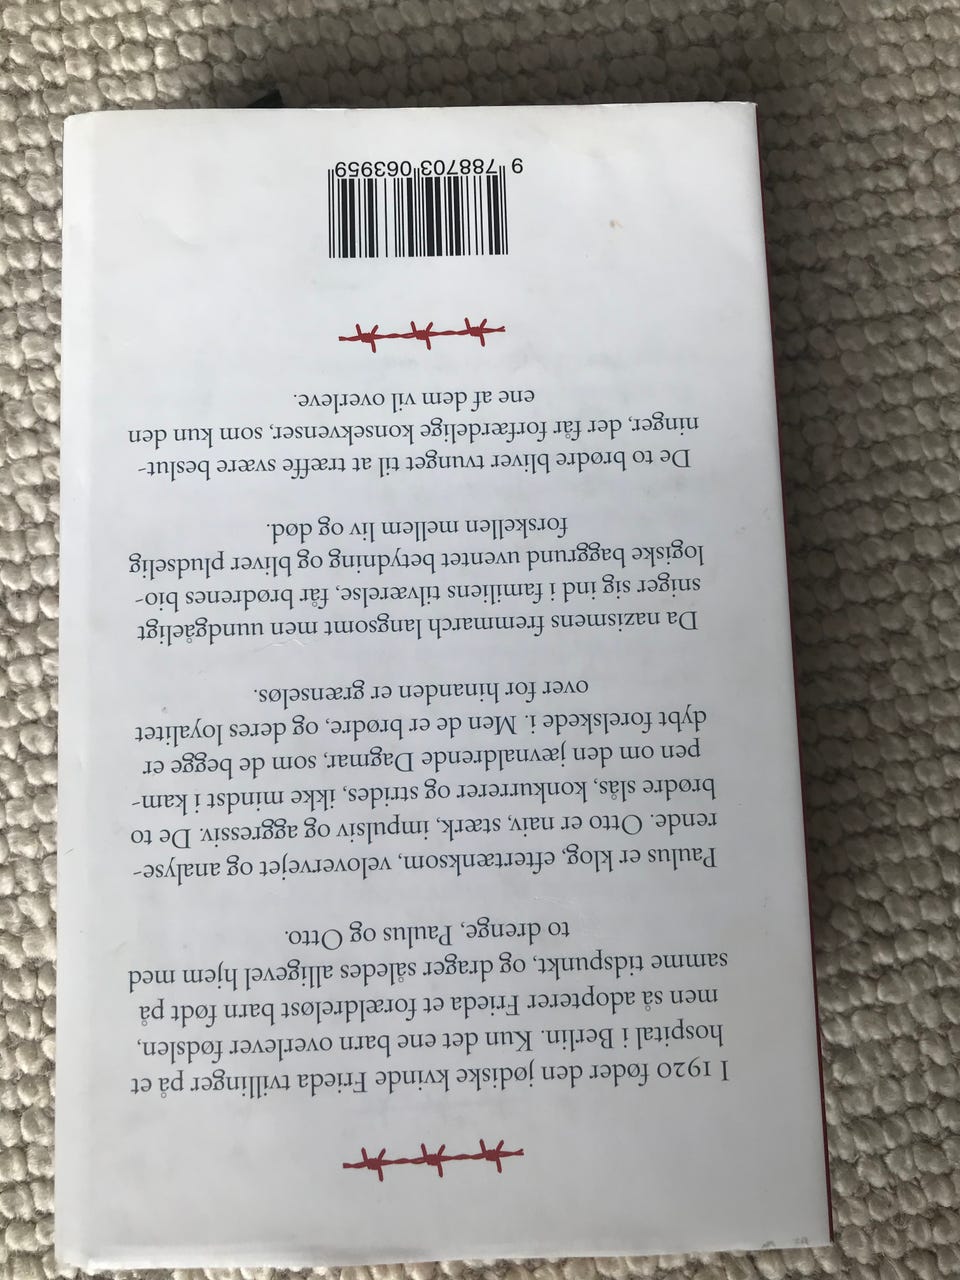 I 1920 føder den jødiske kvinde Frieda tvillinger på et
hospital i Berlin. Kun det ene barn overlever fødslen,
men så adopterer Frieda et forældreløst barn født på
samme tidspunkt, og drager således alligevel hjem med
to drenge, Paulus og Otto.
Paulus er klog, eftertænksom, velovervejet og analyse-
rende. Otto er naiv, stærk, impulsiv og aggressiv. De to
brødre slås, konkurrerer og strides, ikke mindst i kam-
pen om den jævnaldrende Dagmar, som de begge er
dybt forelskede i. Men de er brødre, og deres loyalitet
over for hinanden er grænseløs.
Da nazismens fremmarch langsomt men uundgåeligt
sniger sig ind i familiens tilværelse, får brødrenes bio-
logiske baggrund uventet betydning og bliver pludselig
forskellen mellem liv og død.
De to brødre bliver tvunget til at træffe svære beslut-
ninger, der får forfærdelige konsekvenser, som kun den
ene af dem vil overleve.
9 788703 063959